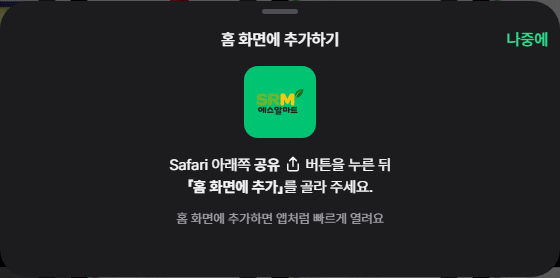 홈 화면에 추가하기
나중에
SRM
에스알마트
Safari 아래쪽 공유 버튼을 누른 뒤
「홈 화면에 추가」를 골라 주세요.
홈 화면에 추가하면 앱처럼 빠르게 열려요